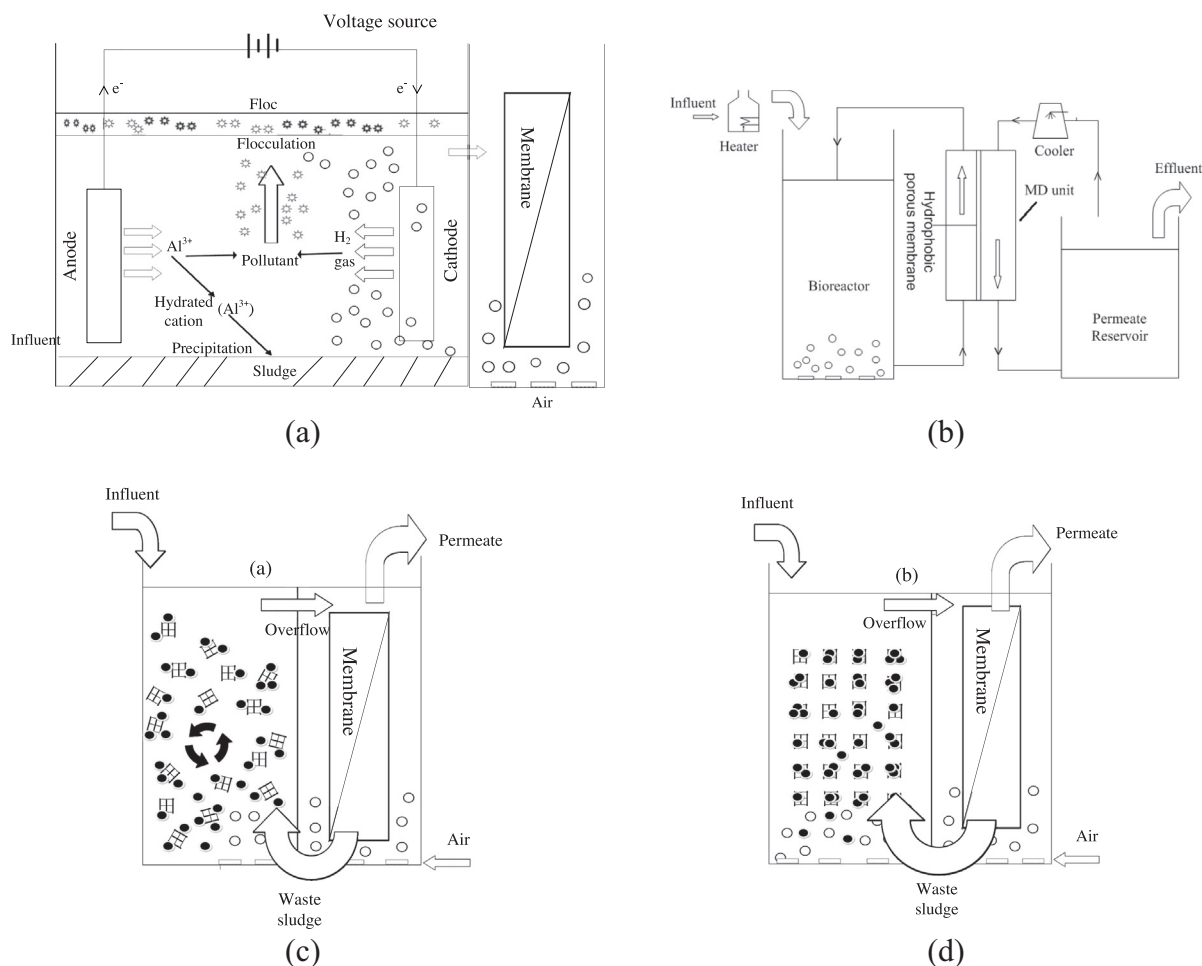 Voltage source
e-
e-
Floc
Flocculation
Membrane
Anode
Al3+
Pollutant
H2
gas
Cathode
Hydrated
cation
(Al3+)
Influent
Precipitation
Sludge
Air
(a)
Influent
Heater
Cooler
Effluent
Hydrophobic
porous membrane
MD unit
Bioreactor
Permeate
Reservoir
(b)
Influent
Permeate
(a)
Overflow
Membrane
Air
Waste
sludge
(c)
Influent
Permeate
(b)
Overflow
Membrane
Air
Waste
sludge
(d)